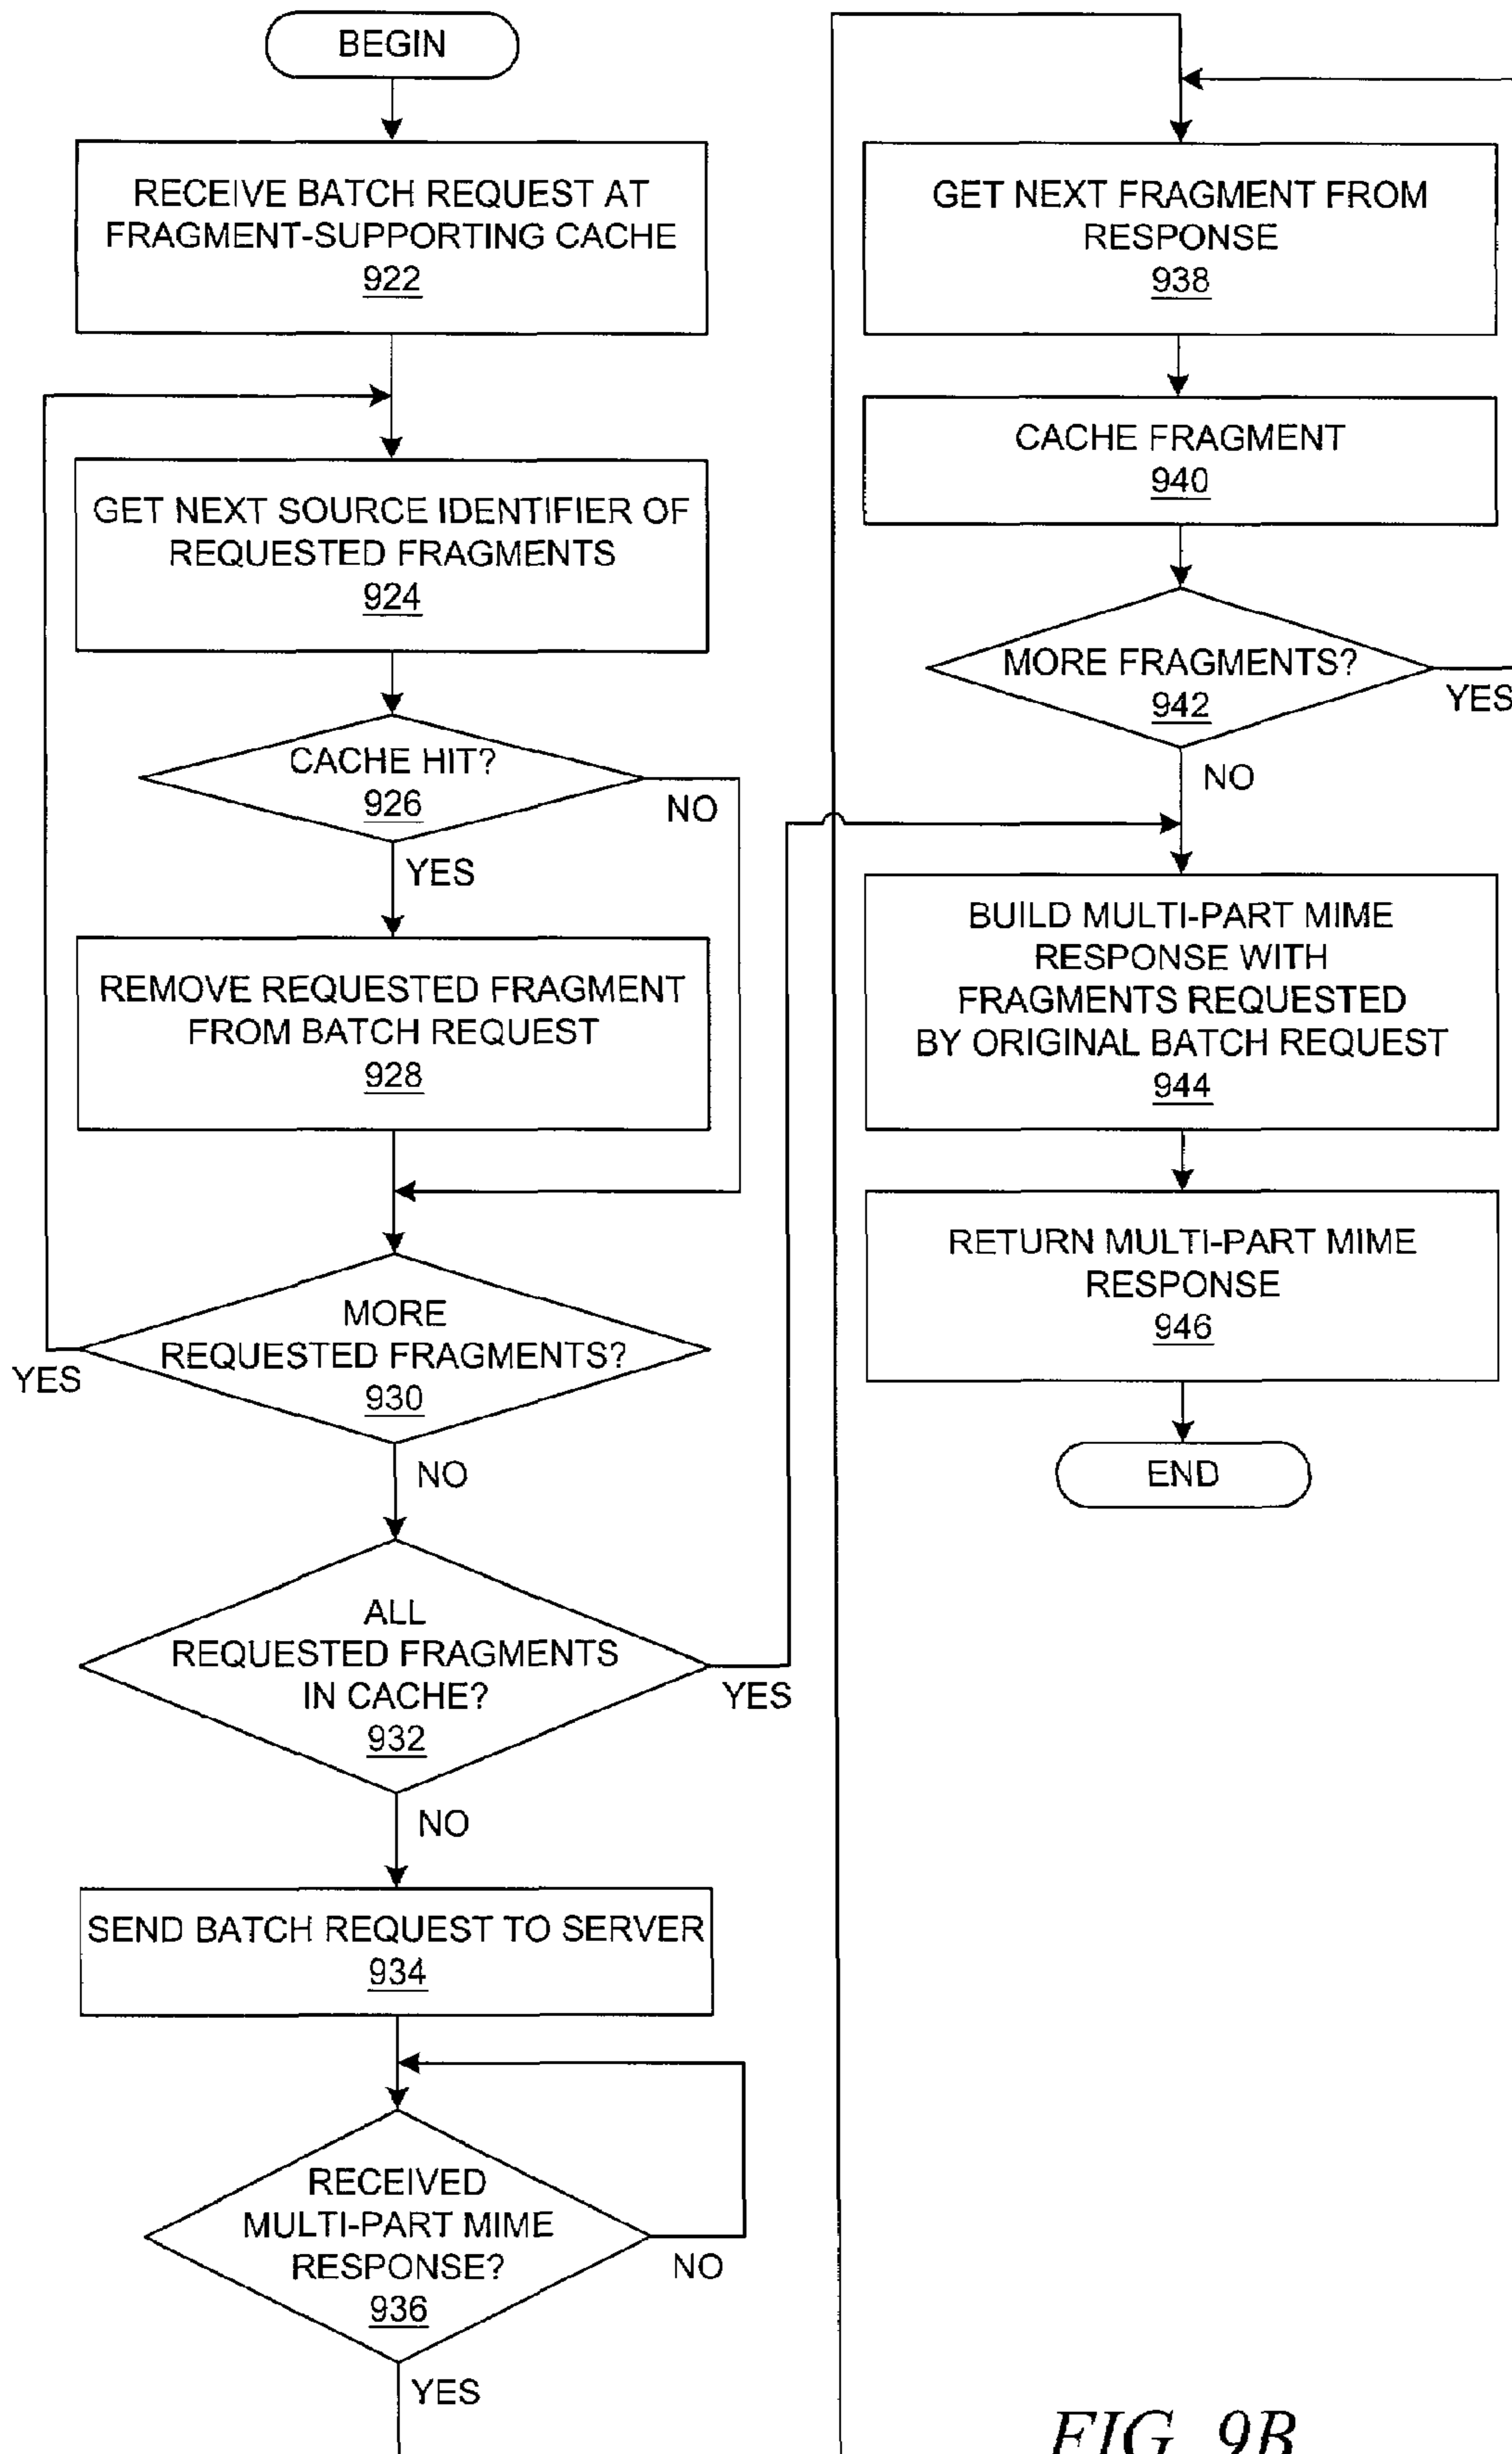 BEGIN
RECEIVE BATCH REQUEST AT
FRAGMENT-SUPPORTING CACHE
922
GET NEXT SOURCE IDENTIFIER OF
REQUESTED FRAGMENTS
924
CACHE HIT?
926
NO
YES
REMOVE REQUESTED FRAGMENT
FROM BATCH REQUEST
928
MORE
REQUESTED FRAGMENTS?
930
YES
NO
ALL
REQUESTED FRAGMENTS
IN CACHE?
932
YES
NO
SEND BATCH REQUEST TO SERVER
934
RECEIVED
MULTI-PART MIME
RESPONSE?
936
NO
YES
GET NEXT FRAGMENT FROM
RESPONSE
938
CACHE FRAGMENT
940
MORE FRAGMENTS?
942
YES
NO
BUILD MULTI-PART MIME
RESPONSE WITH
FRAGMENTS REQUESTED
BY ORIGINAL BATCH REQUEST
944
RETURN MULTI-PART MIME
RESPONSE
946
END
FIG. 9B